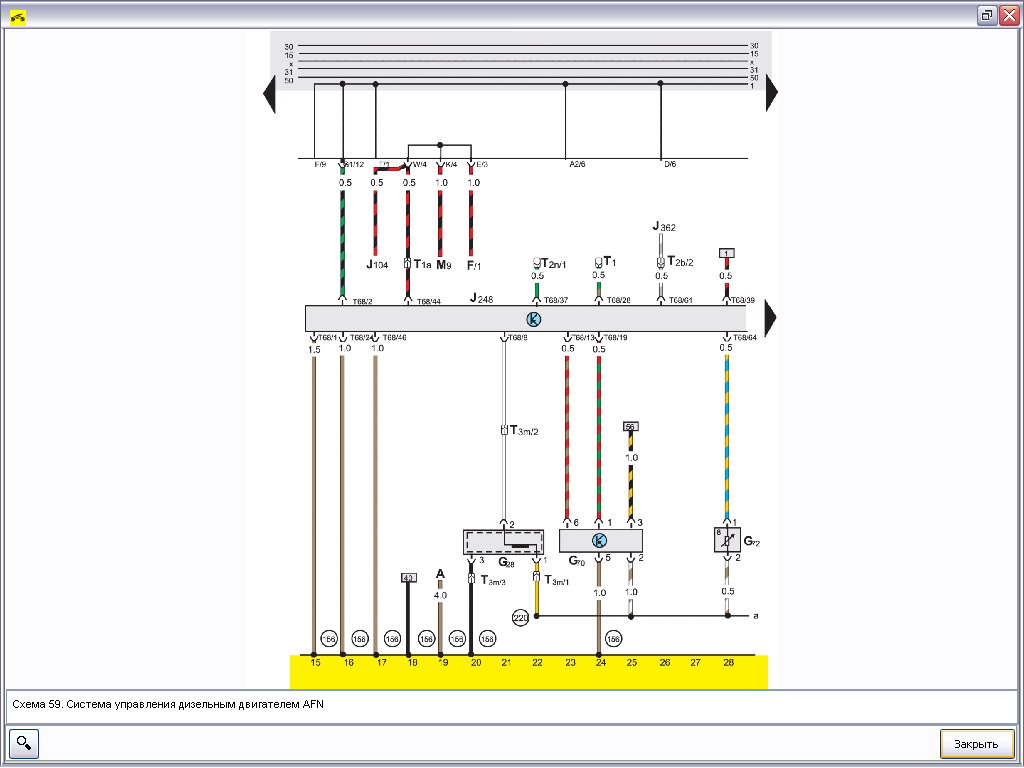 30 30
15 15
x x
31 31
50 50
1
F/9 G1/12 T/1 W/4 K/4 E/3 A2/6 D/6
0.5 0.5 0.5 1.0 1.0
J362
1
J104 T1a M9 F/1 T2n/1 T1 T2b/2
0.5 0.5 0.5 0.5
T68/2 T68/44 J248 T68/37 T68/28 T68/61 T68/39
T68/1 T68/24 T68/46 T68/8 T68/13 T68/19 T68/64
1.5 1.0 1.0 0.5 0.5 0.5
56
T3m/2
1.0
2 6 1 3 1
8 G72
3 G28 1 G70 5 2 2
A T3m/3 T3m/1
4.0 1.0 1.0 0.5
220 a
156 156 156 156 156 156 156
15 16 17 18 19 20 21 22 23 24 25 26 27 28
Схема 59. Система управления дизельным двигателем AFN
Закрыть